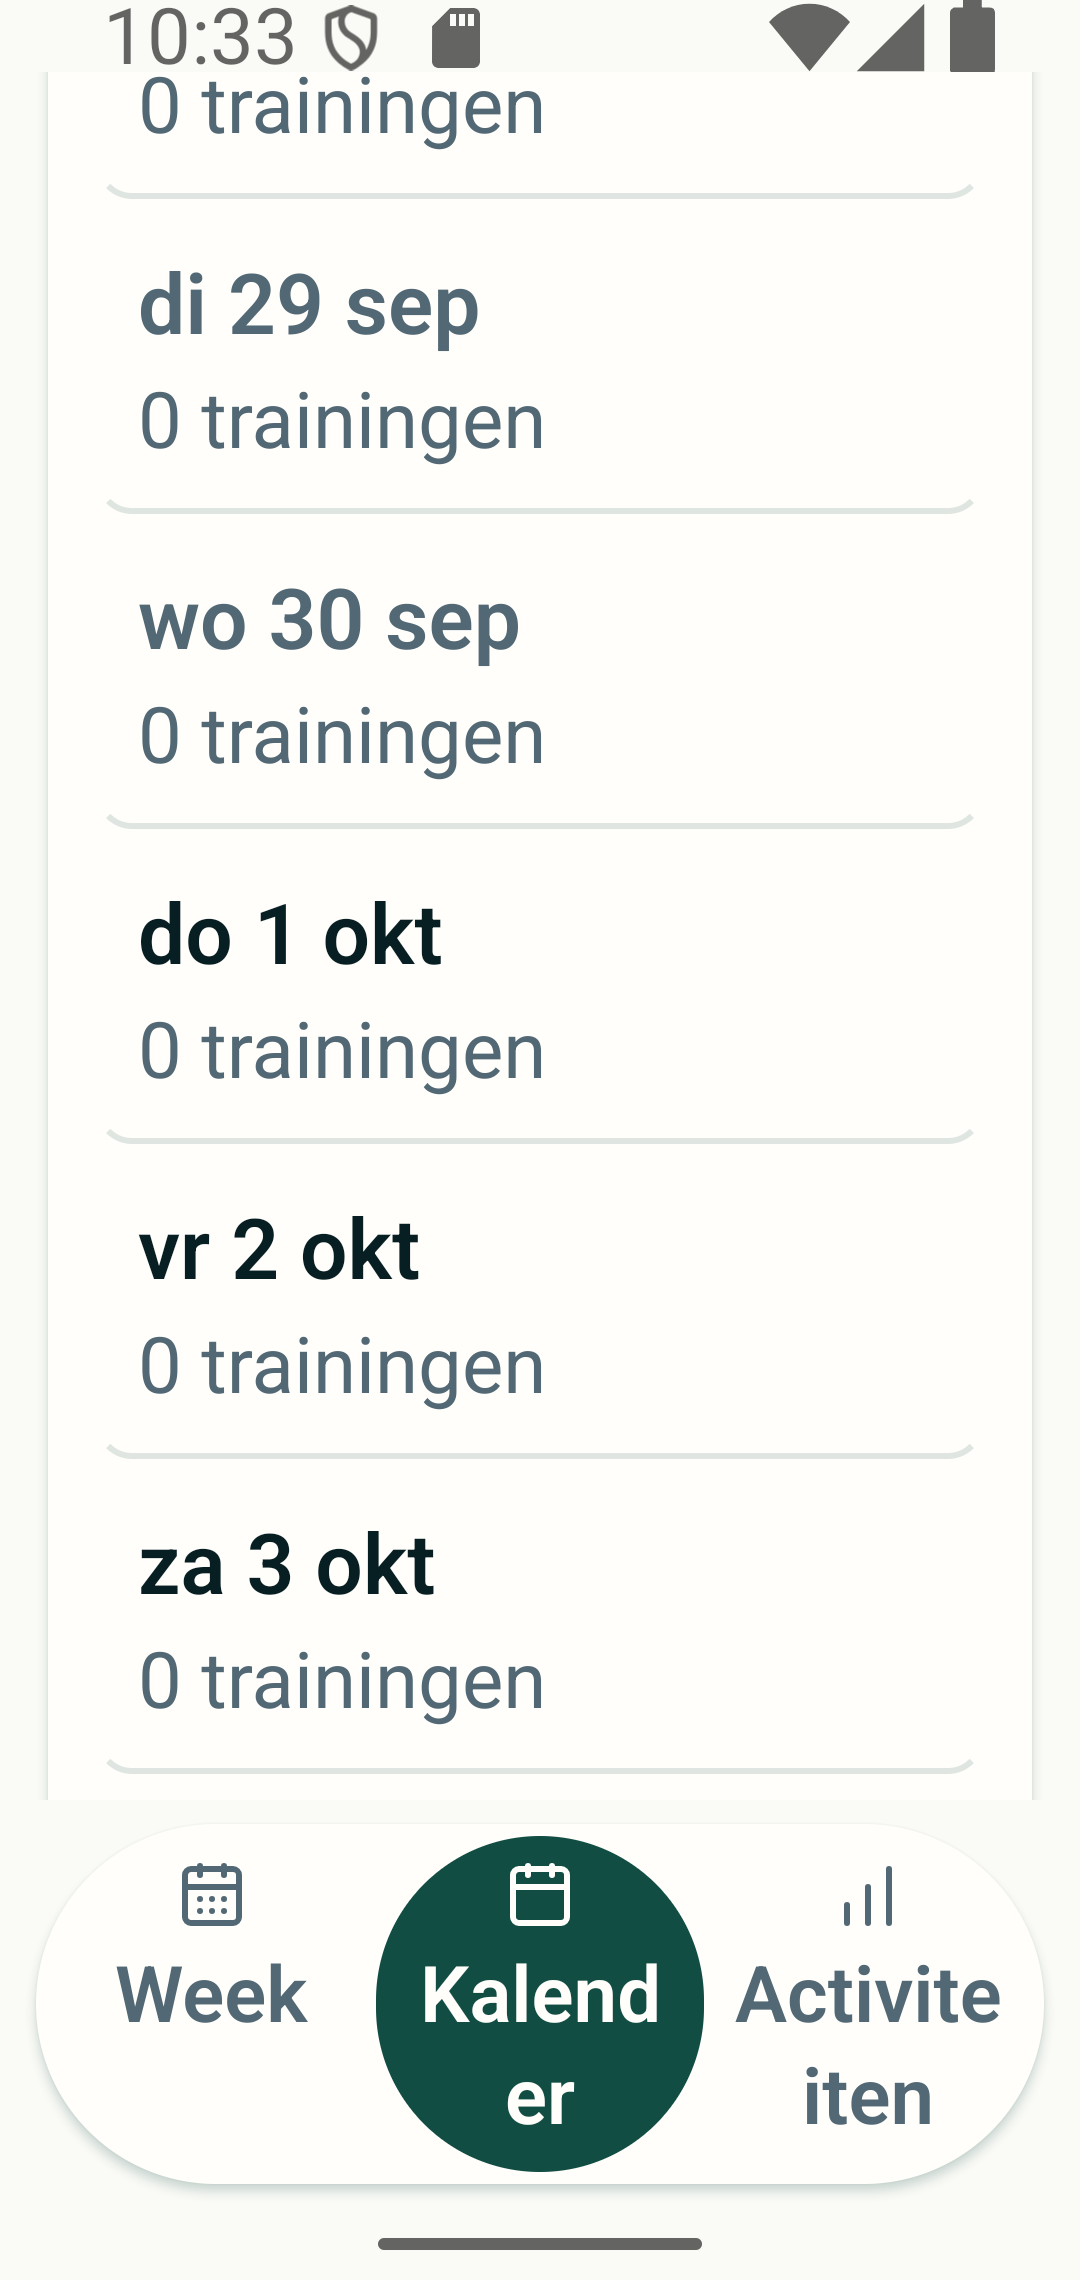 10:33
0 trainingen
di 29 sep
0 trainingen
wo 30 sep
0 trainingen
do 1 okt
0 trainingen
vr 2 okt
0 trainingen
za 3 okt
0 trainingen
Week
Kalend
er
Activite
iten